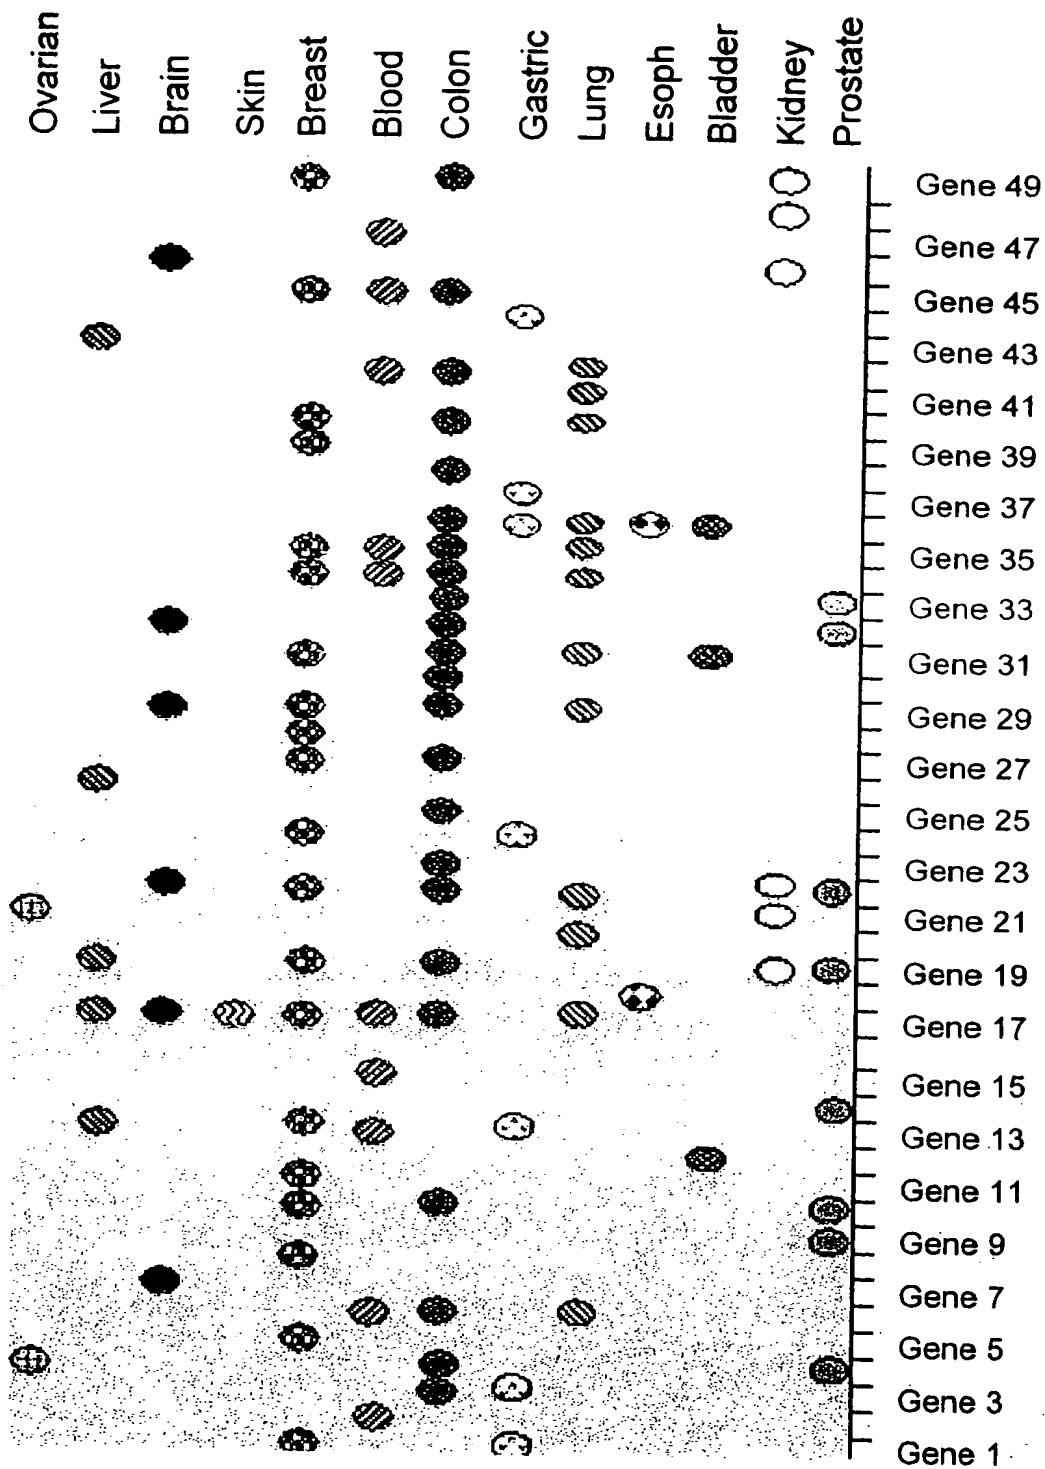 Ovarian
Liver
Brain
Skin
Breast
Blood
Colon
Gastric
Lung
Esoph
Bladder
Kidney
Prostate
Gene 49
Gene 47
Gene 45
Gene 43
Gene 41
Gene 39
Gene 37
Gene 35
Gene 33
Gene 31
Gene 29
Gene 27
Gene 25
Gene 23
Gene 21
Gene 19
Gene 17
Gene 15
Gene 13
Gene 11
Gene 9
Gene 7
Gene 5
Gene 3
Gene 1